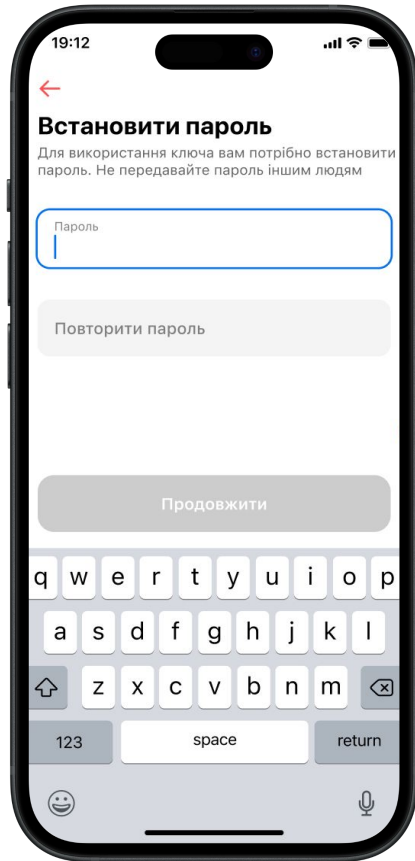 19:12
Встановити пароль
Для використання ключа вам потрібно встановити
пароль. Не передавайте пароль іншим людям
Пароль
Повторити пароль
Продовжити
q w e r t y u i o p
a s d f g h j k l
z x c v b n m
123 space return